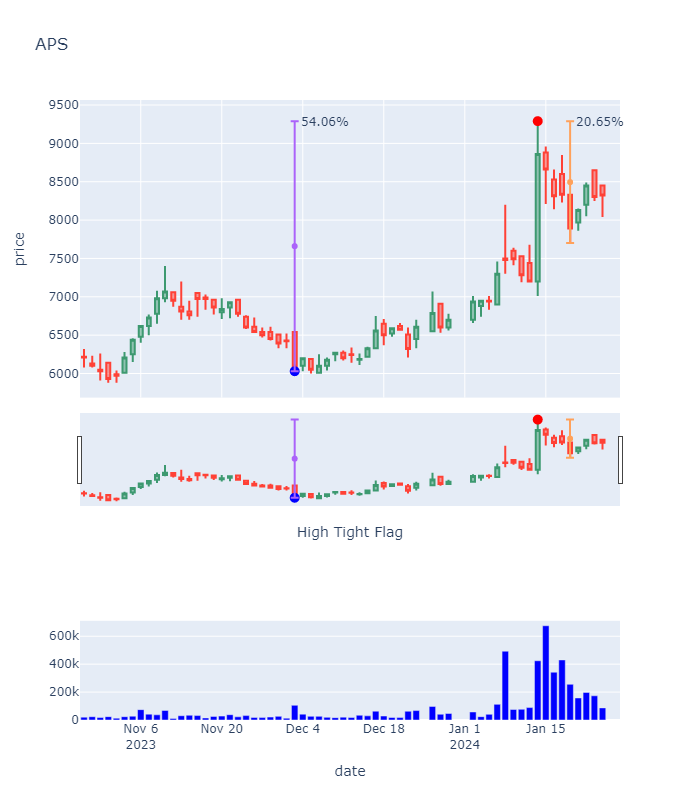 APS
9500
9000
8500
8000
7500
7000
6500
6000
price
54.06%
20.65%
High Tight Flag
600k
400k
200k
0
Nov 6
2023
Nov 20
Dec 4
Dec 18
Jan 1
2024
Jan 15
date